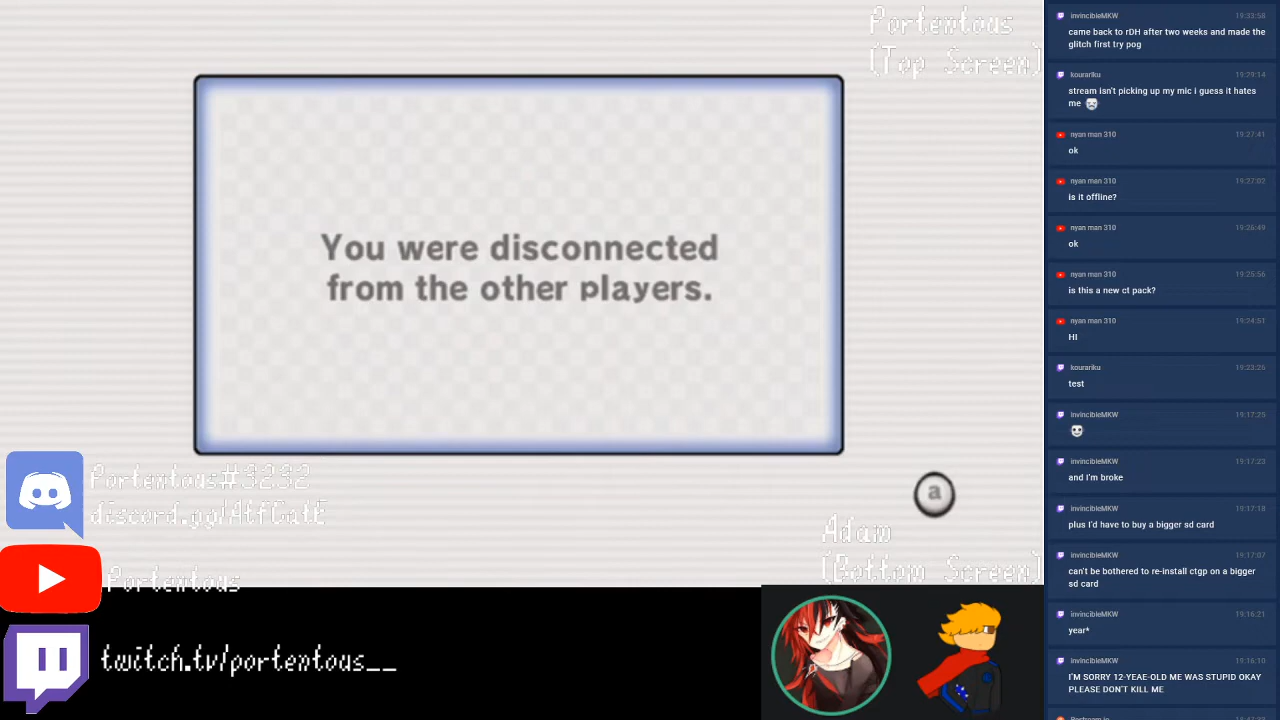 Portentous
(Top Screen)
You were disconnected
from the other players.
a
Portentous#3232
Adam
(Bottom Screen)
Portentous
twitch.tv/portentous__
invincibleMKW 19:33:58
came back to rDH after two weeks and made the
glitch first try pog
kourariku 19:29:14
stream isn't picking up my mic i guess it hates
me
nyan man 310 19:27:41
ok
nyan man 310 19:27:02
is it offline?
nyan man 310 19:26:49
ok
nyan man 310 19:25:56
is this a new ct pack?
nyan man 310 19:24:51
HI
kourariku 19:23:26
test
invincibleMKW 19:17:25
invincibleMKW 19:17:23
and I'm broke
invincibleMKW 19:17:18
plus I'd have to buy a bigger sd card
invincibleMKW 19:17:07
can't be bothered to re-install ctgp on a bigger
sd card
invincibleMKW 19:16:21
year*
invincibleMKW 19:16:10
I'M SORRY 12-YEAE-OLD ME WAS STUPID OKAY
PLEASE DON'T KILL ME